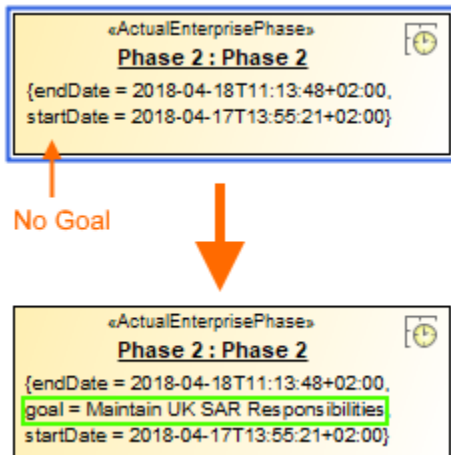 «ActualEnterprisePhase»
Phase 2 : Phase 2
{endDate = 2018-04-18T11:13:48+02:00,
startDate = 2018-04-17T13:55:21+02:00}
No Goal
«ActualEnterprisePhase»
Phase 2 : Phase 2
{endDate = 2018-04-18T11:13:48+02:00,
goal = Maintain UK SAR Responsibilities,
startDate = 2018-04-17T13:55:21+02:00}